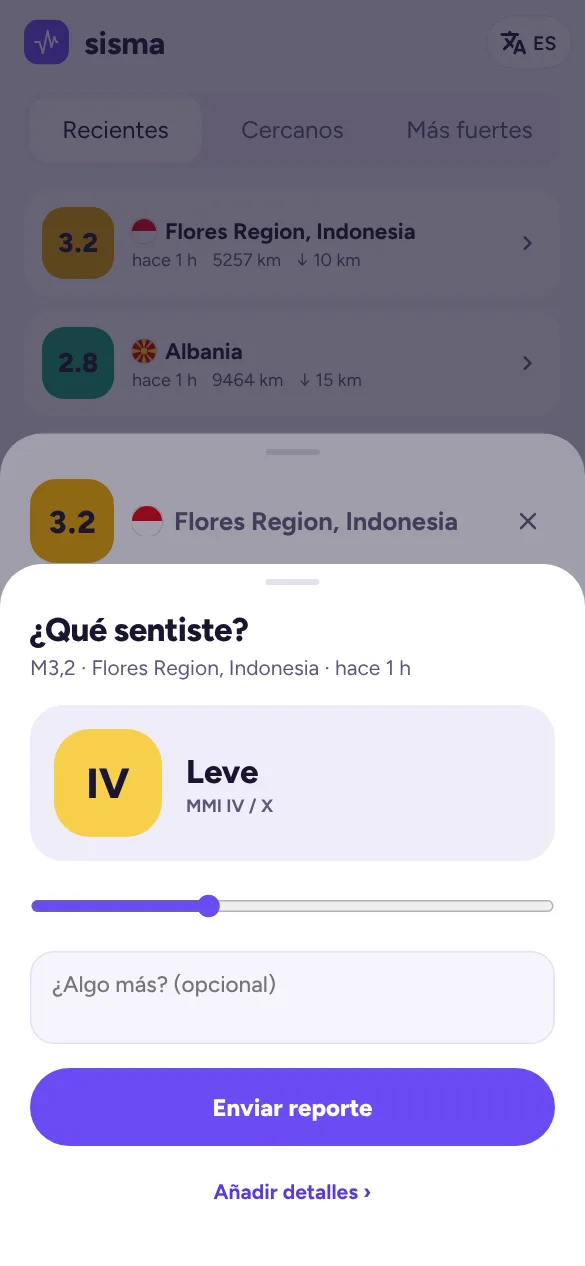 sisma
ES
Recientes Cercanos Más fuertes
3.2 Flores Region, Indonesia
hace 1 h 5257 km ↓ 10 km
2.8 Albania
hace 1 h 9464 km ↓ 15 km
3.2 Flores Region, Indonesia
¿Qué sentiste?
M3,2 · Flores Region, Indonesia · hace 1 h
IV Leve
MMI IV / X
¿Algo más? (opcional)
Enviar reporte
Añadir detalles ›